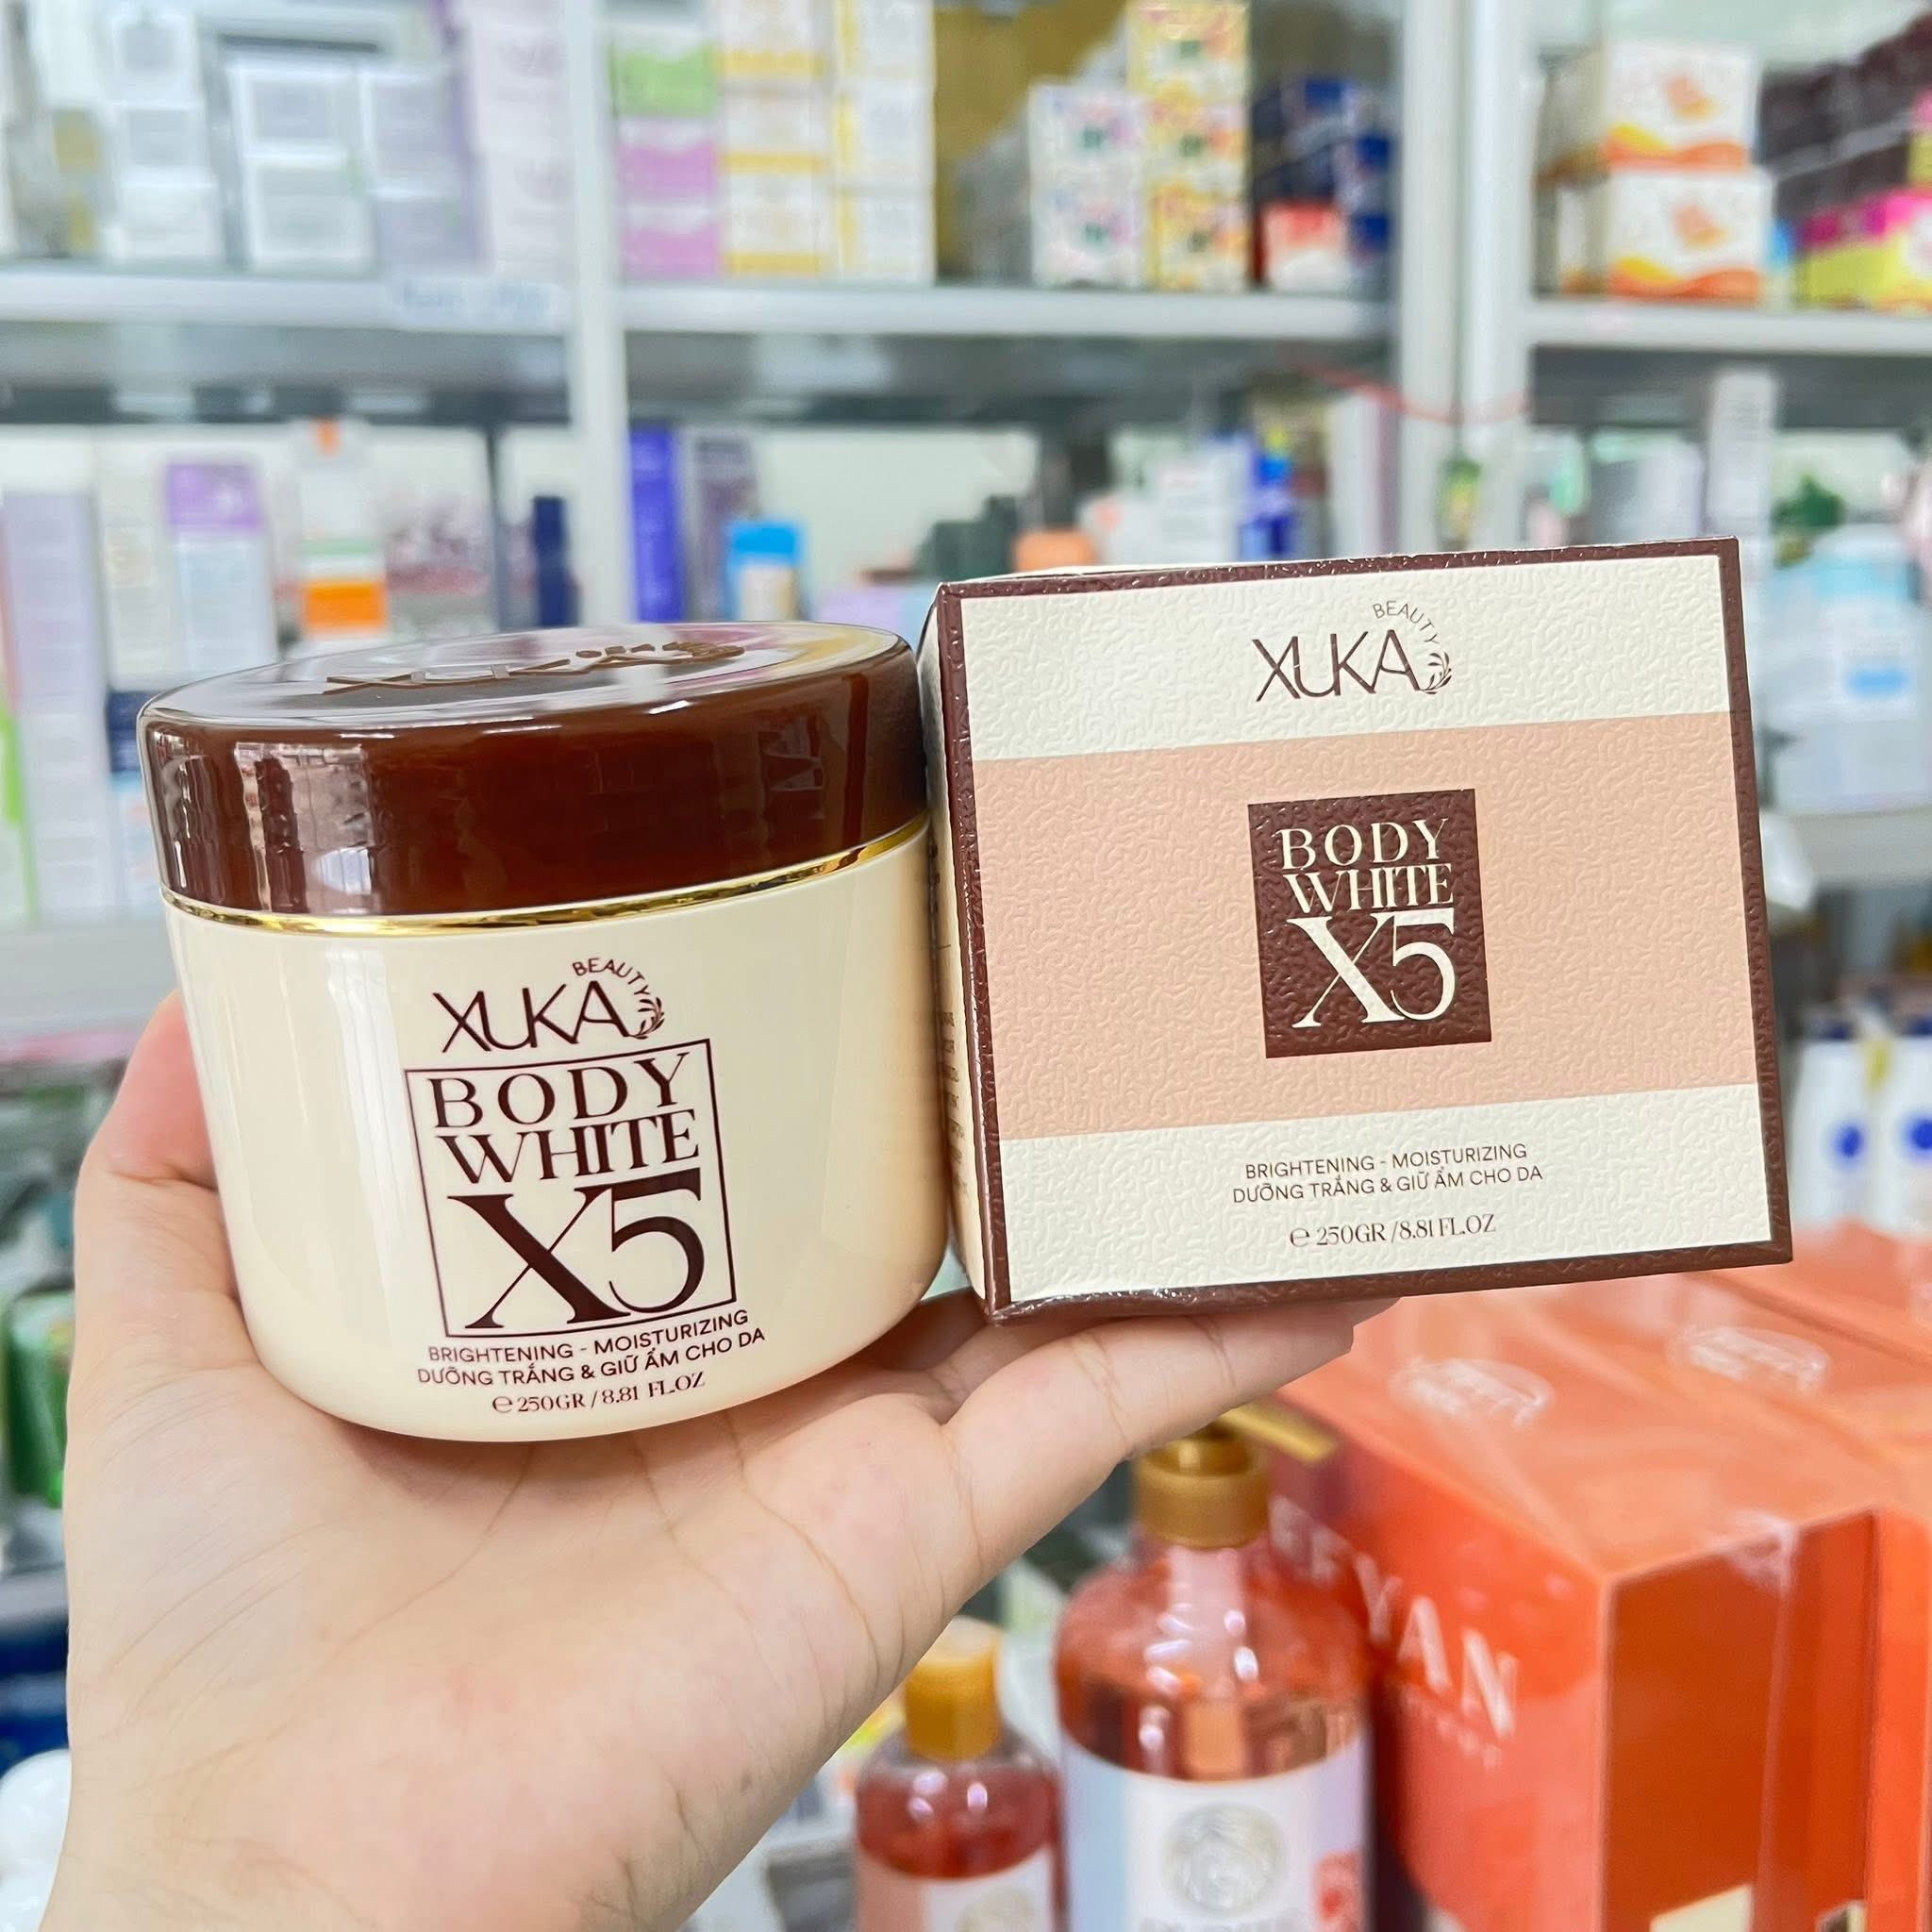 XUKA'S
BEAUTY
XUKA
BODY
WHITE
X5
BRIGHTENING - MOISTURIZING
DƯỠNG TRẮNG & GIỮ ẨM CHO DA
℮ 250GR / 8.81 FL.OZ
BEAUTY
XUKA
BODY
WHITE
X5
BRIGHTENING - MOISTURIZING
DƯỠNG TRẮNG & GIỮ ẨM CHO DA
℮ 250GR / 8.81 FL.OZ